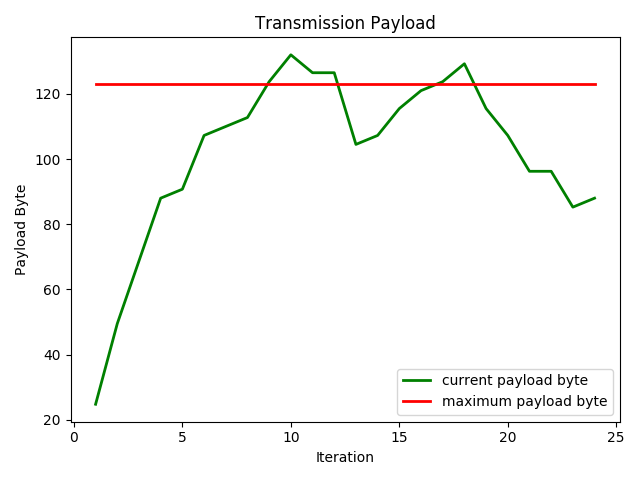 Transmission Payload
Payload Byte
120
100
80
60
40
20
0
5
10
15
20
25
Iteration
current payload byte
maximum payload byte